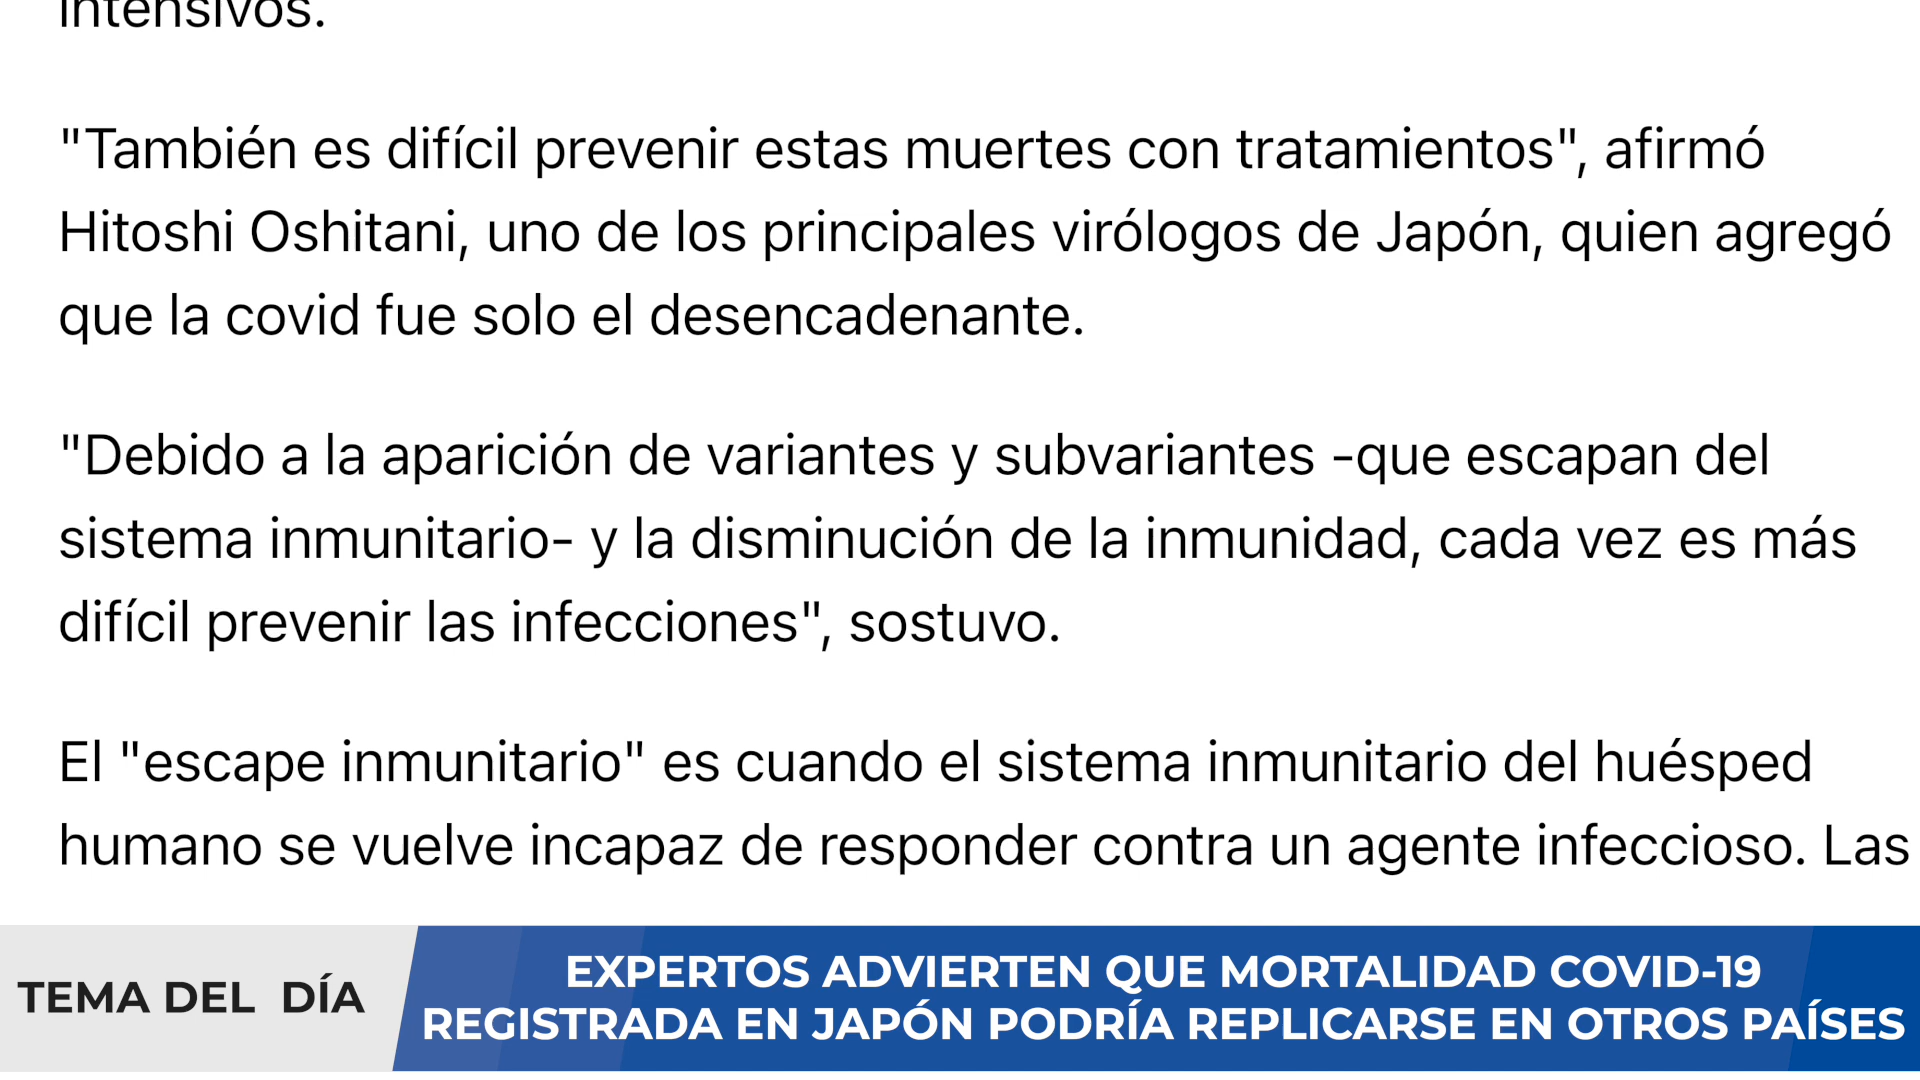 intensivos.
"También es difícil prevenir estas muertes con tratamientos", afirmó
Hitoshi Oshitani, uno de los principales virólogos de Japón, quien agregó
que la covid fue solo el desencadenante.
"Debido a la aparición de variantes y subvariantes -que escapan del
sistema inmunitario- y la disminución de la inmunidad, cada vez es más
difícil prevenir las infecciones", sostuvo.
El "escape inmunitario" es cuando el sistema inmunitario del huésped
humano se vuelve incapaz de responder contra un agente infeccioso. Las
TEMA DEL DÍA
EXPERTOS ADVIERTEN QUE MORTALIDAD COVID-19
REGISTRADA EN JAPÓN PODRÍA REPLICARSE EN OTROS PAÍSES